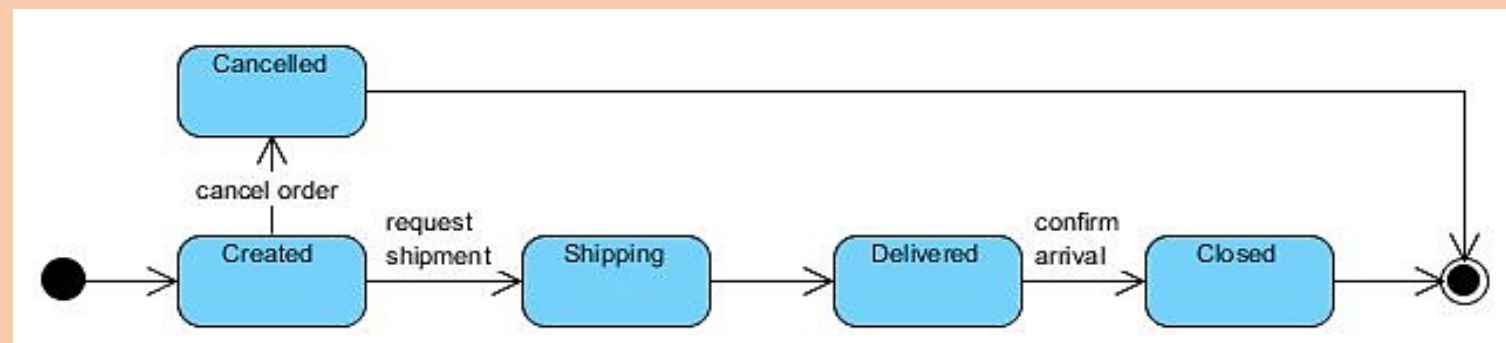 Cancelled
cancel order
Created
request
shipment
Shipping
Delivered
confirm
arrival
Closed